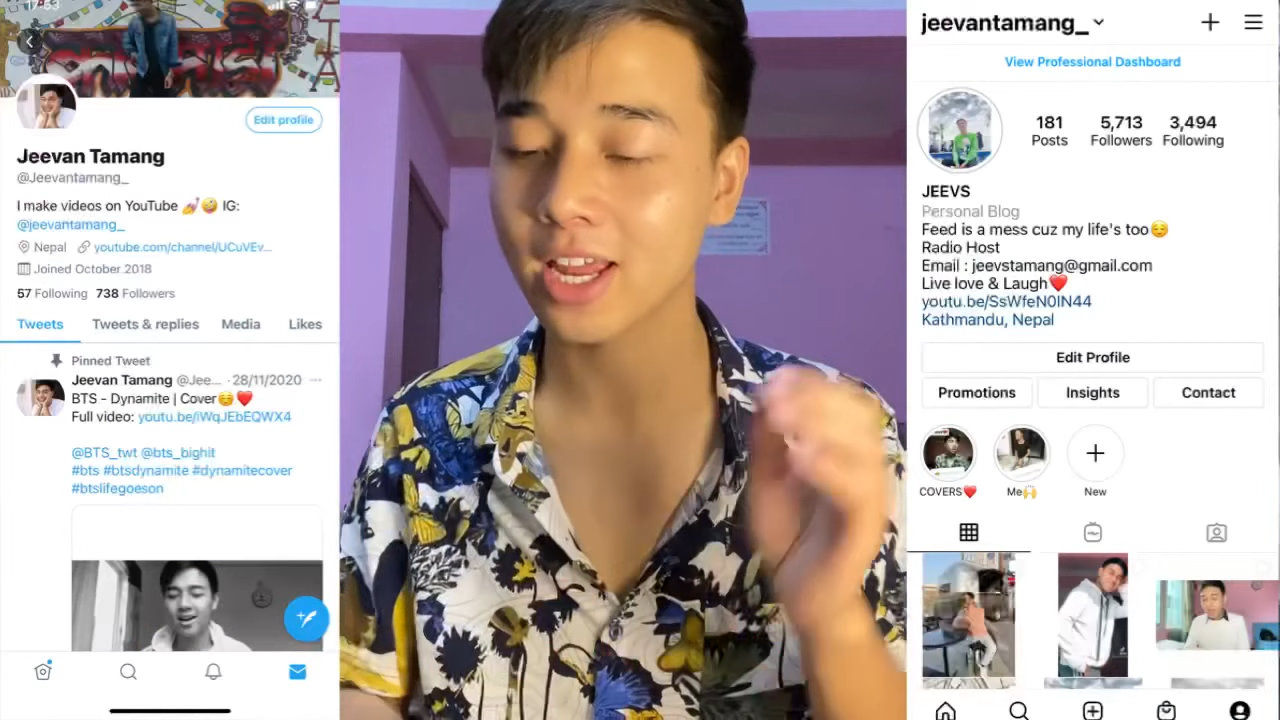 17:53
Edit profile
Jeevan Tamang
@Jeevantamang_
I make videos on YouTube 💅🤪 IG:
@jeevantamang_
Nepal youtube.com/channel/UCuVEv...
Joined October 2018
57 Following 738 Followers
Tweets Tweets & replies Media Likes
Pinned Tweet
Jeevan Tamang @Jee... · 28/11/2020 ...
BTS - Dynamite | Cover😌❤️
Full video: youtu.be/iWqJEbEQWX4
@BTS_twt @bts_bighit
#bts #btsdynamite #dynamitecover
#btslifegoeson
jeevantamang_
View Professional Dashboard
181 5,713 3,494
Posts Followers Following
JEEVS
Personal Blog
Feed is a mess cuz my life's too😌
Radio Host
Email : jeevstamang@gmail.com
Live love & Laugh❤️
youtu.be/SsWfeN0IN44
Kathmandu, Nepal
Edit Profile
Promotions Insights Contact
COVERS❤️ Me🙌 New